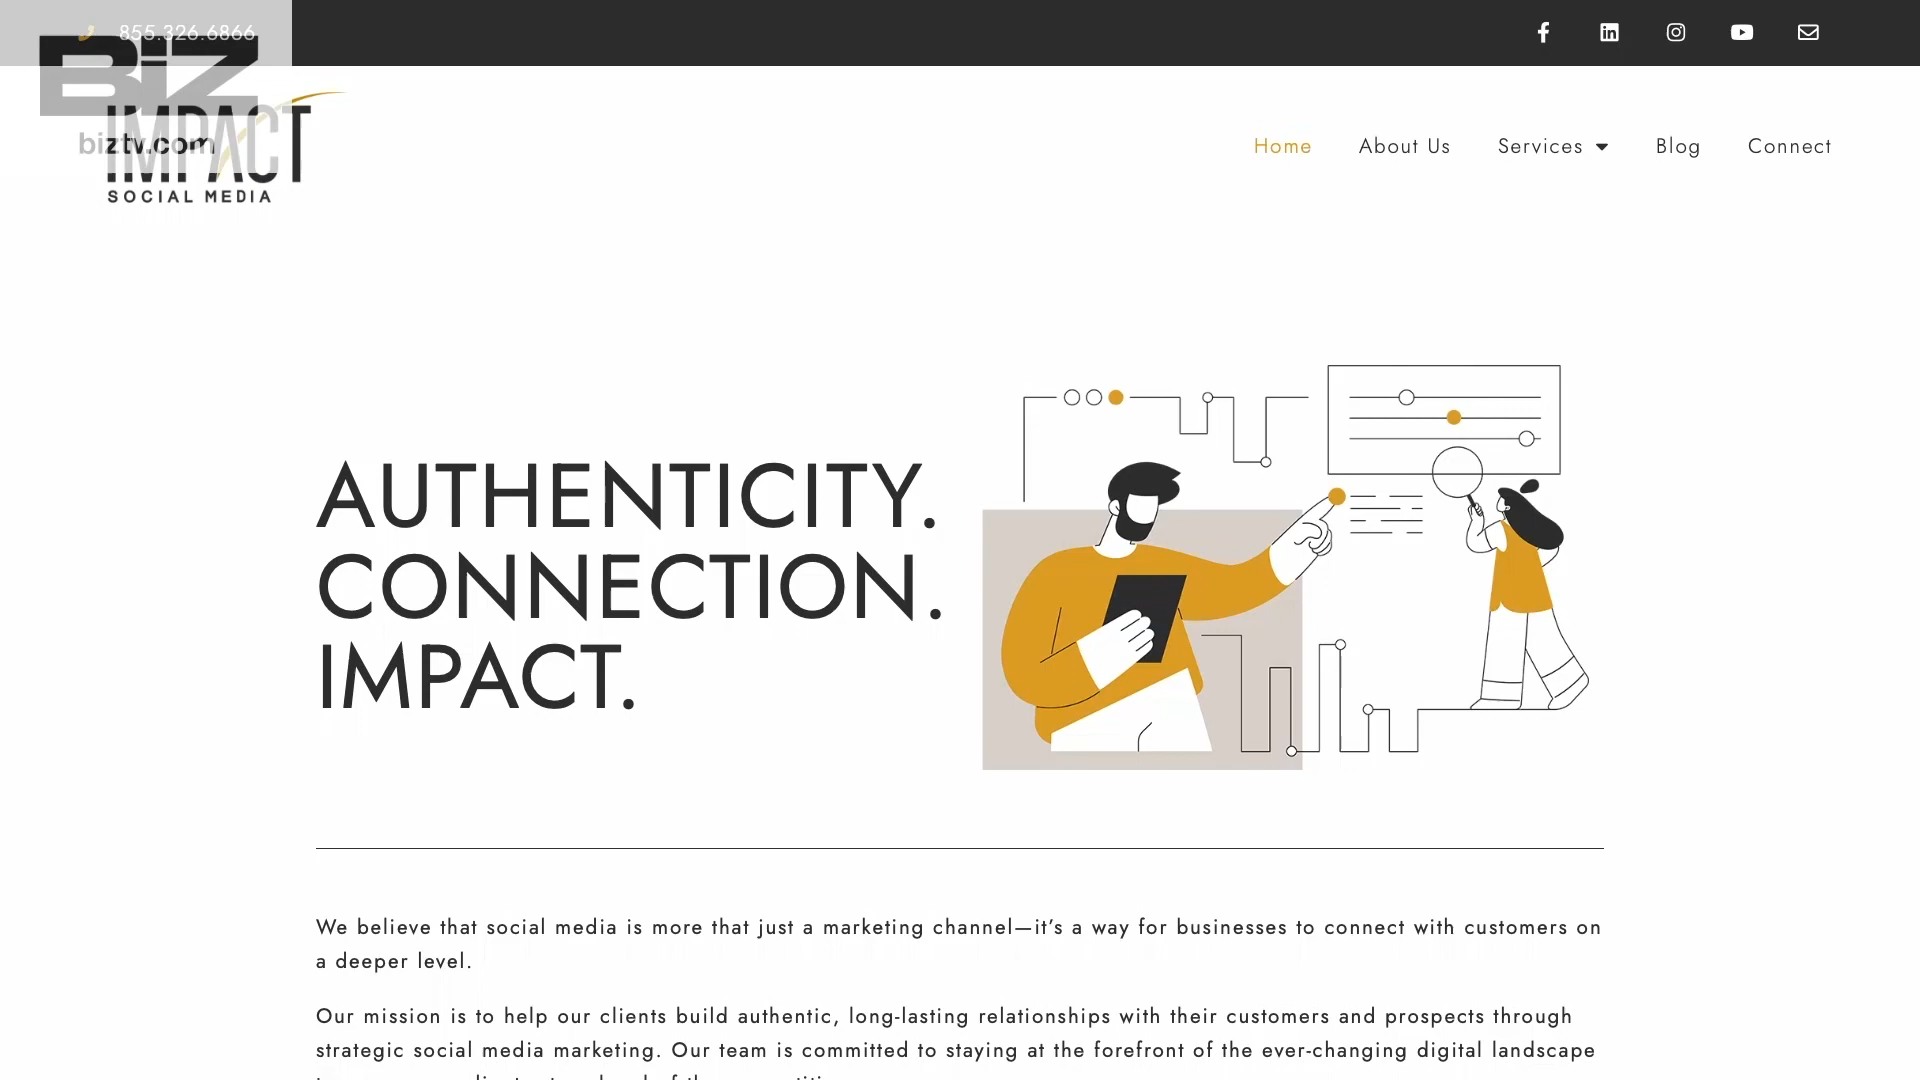 855.326.6866
BiZ
biztv.com
IMPACT
SOCIAL MEDIA
Home About Us Services Blog Connect
AUTHENTICITY.
CONNECTION.
IMPACT.
We believe that social media is more that just a marketing channel—it’s a way for businesses to connect with customers on
a deeper level.
Our mission is to help our clients build authentic, long-lasting relationships with their customers and prospects through
strategic social media marketing. Our team is committed to staying at the forefront of the ever-changing digital landscape